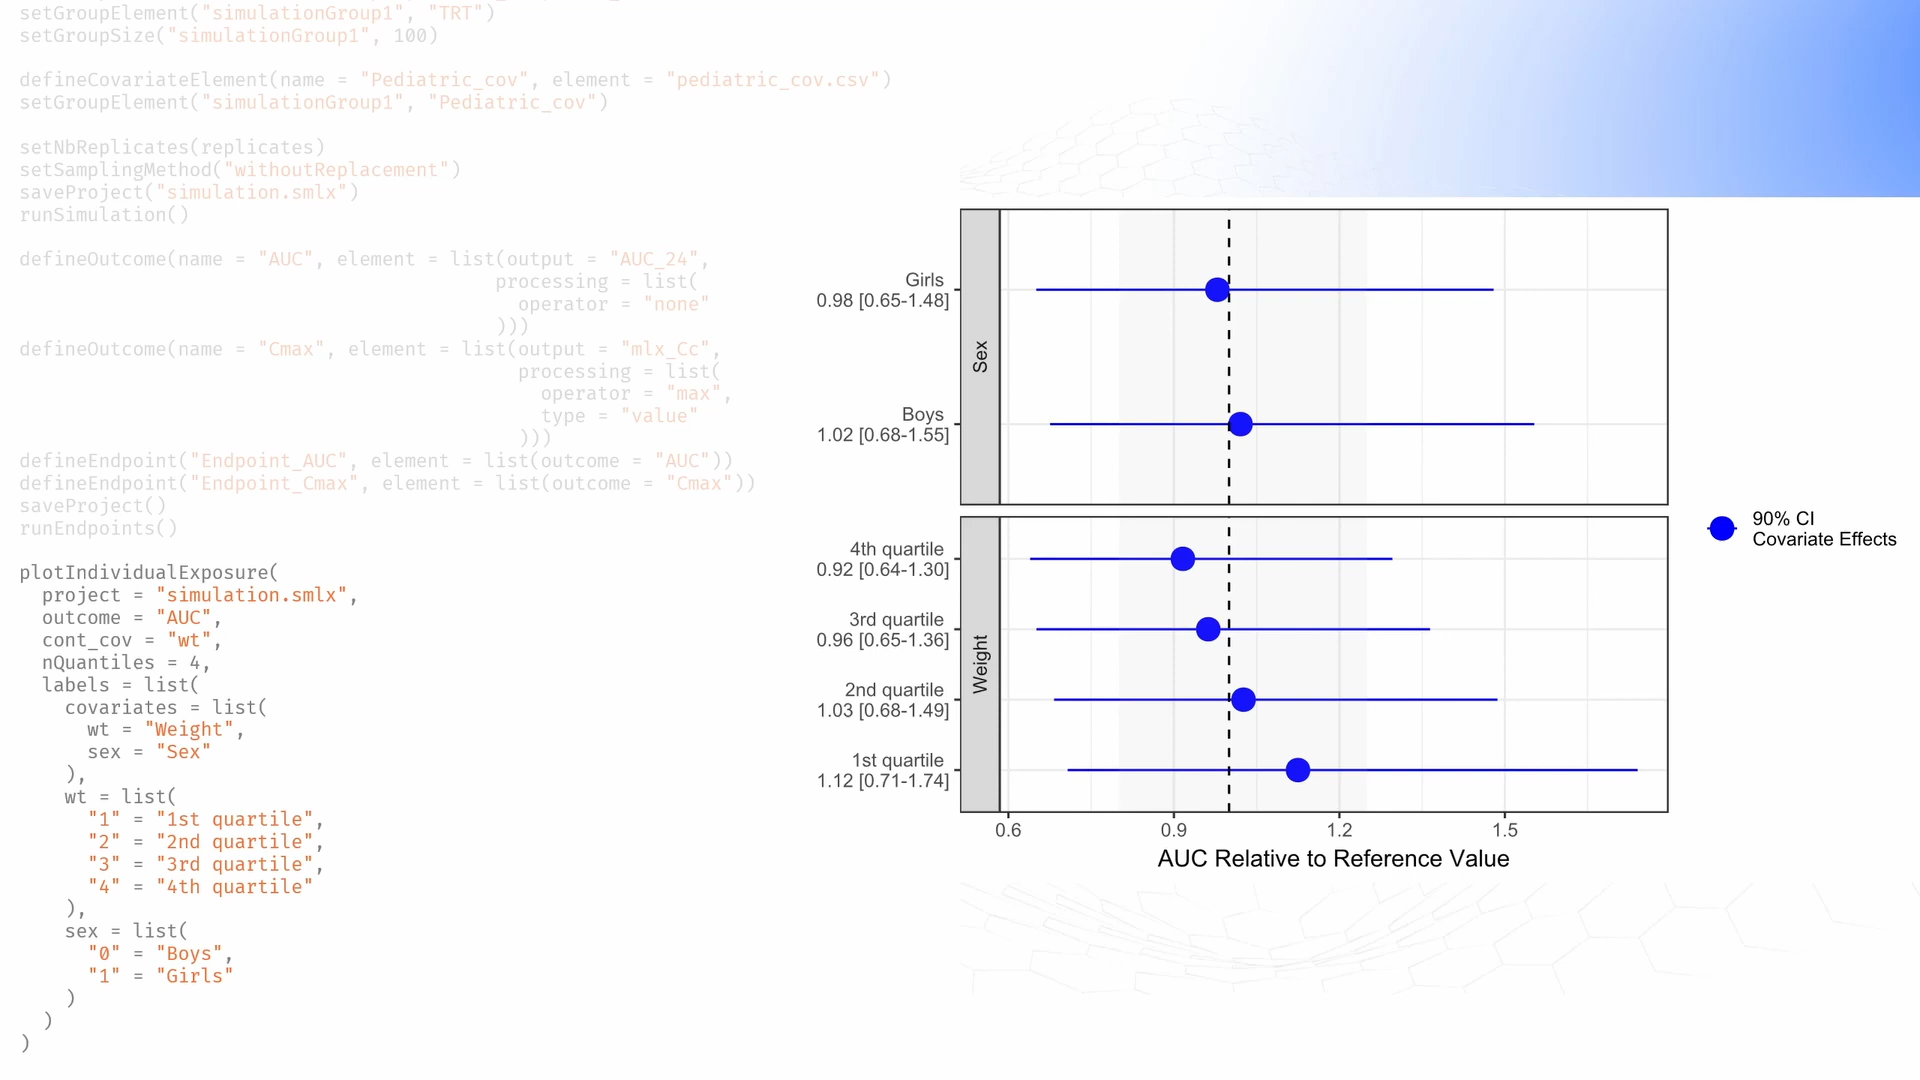 setGroupElement("simulationGroup1", "TRT")
setGroupSize("simulationGroup1", 100)
defineCovariateElement(name = "Pediatric_cov", element = "pediatric_cov.csv")
setGroupElement("simulationGroup1", "Pediatric_cov")
setNbReplicates(replicates)
setSamplingMethod("withoutReplacement")
saveProject("simulation.smlx")
runSimulation()
defineOutcome(name = "AUC", element = list(output = "AUC_24",
processing = list(
operator = "none"
)))
defineOutcome(name = "Cmax", element = list(output = "mlx_Cc",
processing = list(
operator = "max",
type = "value"
)))
defineEndpoint("Endpoint_AUC", element = list(outcome = "AUC"))
defineEndpoint("Endpoint_Cmax", element = list(outcome = "Cmax"))
saveProject()
runEndpoints()
plotIndividualExposure(
project = "simulation.smlx",
outcome = "AUC",
cont_cov = "wt",
nQuantiles = 4,
labels = list(
covariates = list(
wt = "Weight",
sex = "Sex"
),
wt = list(
"1" = "1st quartile",
"2" = "2nd quartile",
"3" = "3rd quartile",
"4" = "4th quartile"
),
sex = list(
"0" = "Boys",
"1" = "Girls"
)
)
)
Girls
0.98 [0.65-1.48]
Boys
1.02 [0.68-1.55]
Sex
4th quartile
0.92 [0.64-1.30]
3rd quartile
0.96 [0.65-1.36]
2nd quartile
1.03 [0.68-1.49]
1st quartile
1.12 [0.71-1.74]
Weight
0.6 0.9 1.2 1.5
AUC Relative to Reference Value
90% CI
Covariate Effects